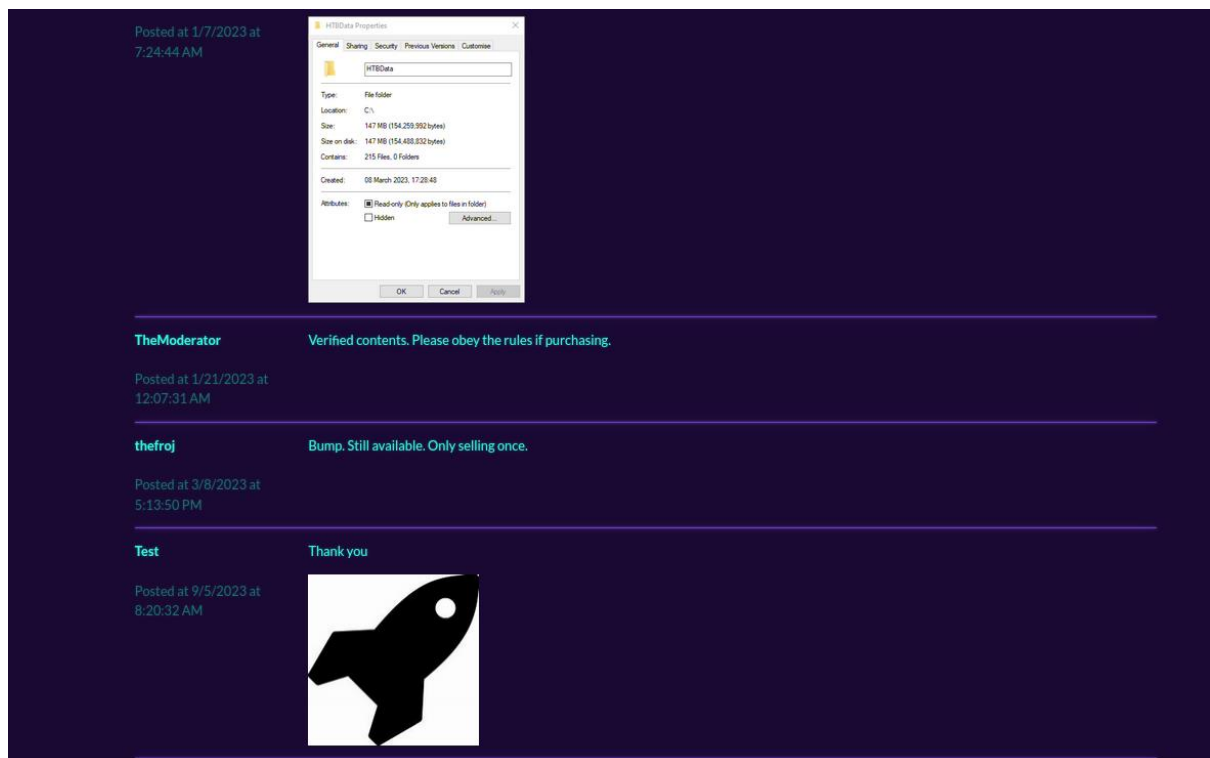 Posted at 1/7/2023 at
7:24:44 AM
HTBData Properties
General Sharing Security Previous Versions Customise
HTBData
Type: File folder
Location: C:\
Size: 147 MB (154,259,992 bytes)
Size on disk: 147 MB (154,488,832 bytes)
Contains: 215 Files, 0 Folders
Created: 08 March 2023, 17:28:48
Attributes: Read-only (Only applies to files in folder)
Hidden Advanced...
OK Cancel Apply
TheModerator Verified contents. Please obey the rules if purchasing.
Posted at 1/21/2023 at
12:07:31 AM
thefroj Bump. Still available. Only selling once.
Posted at 3/8/2023 at
5:13:50 PM
Test Thank you
Posted at 9/5/2023 at
8:20:32 AM